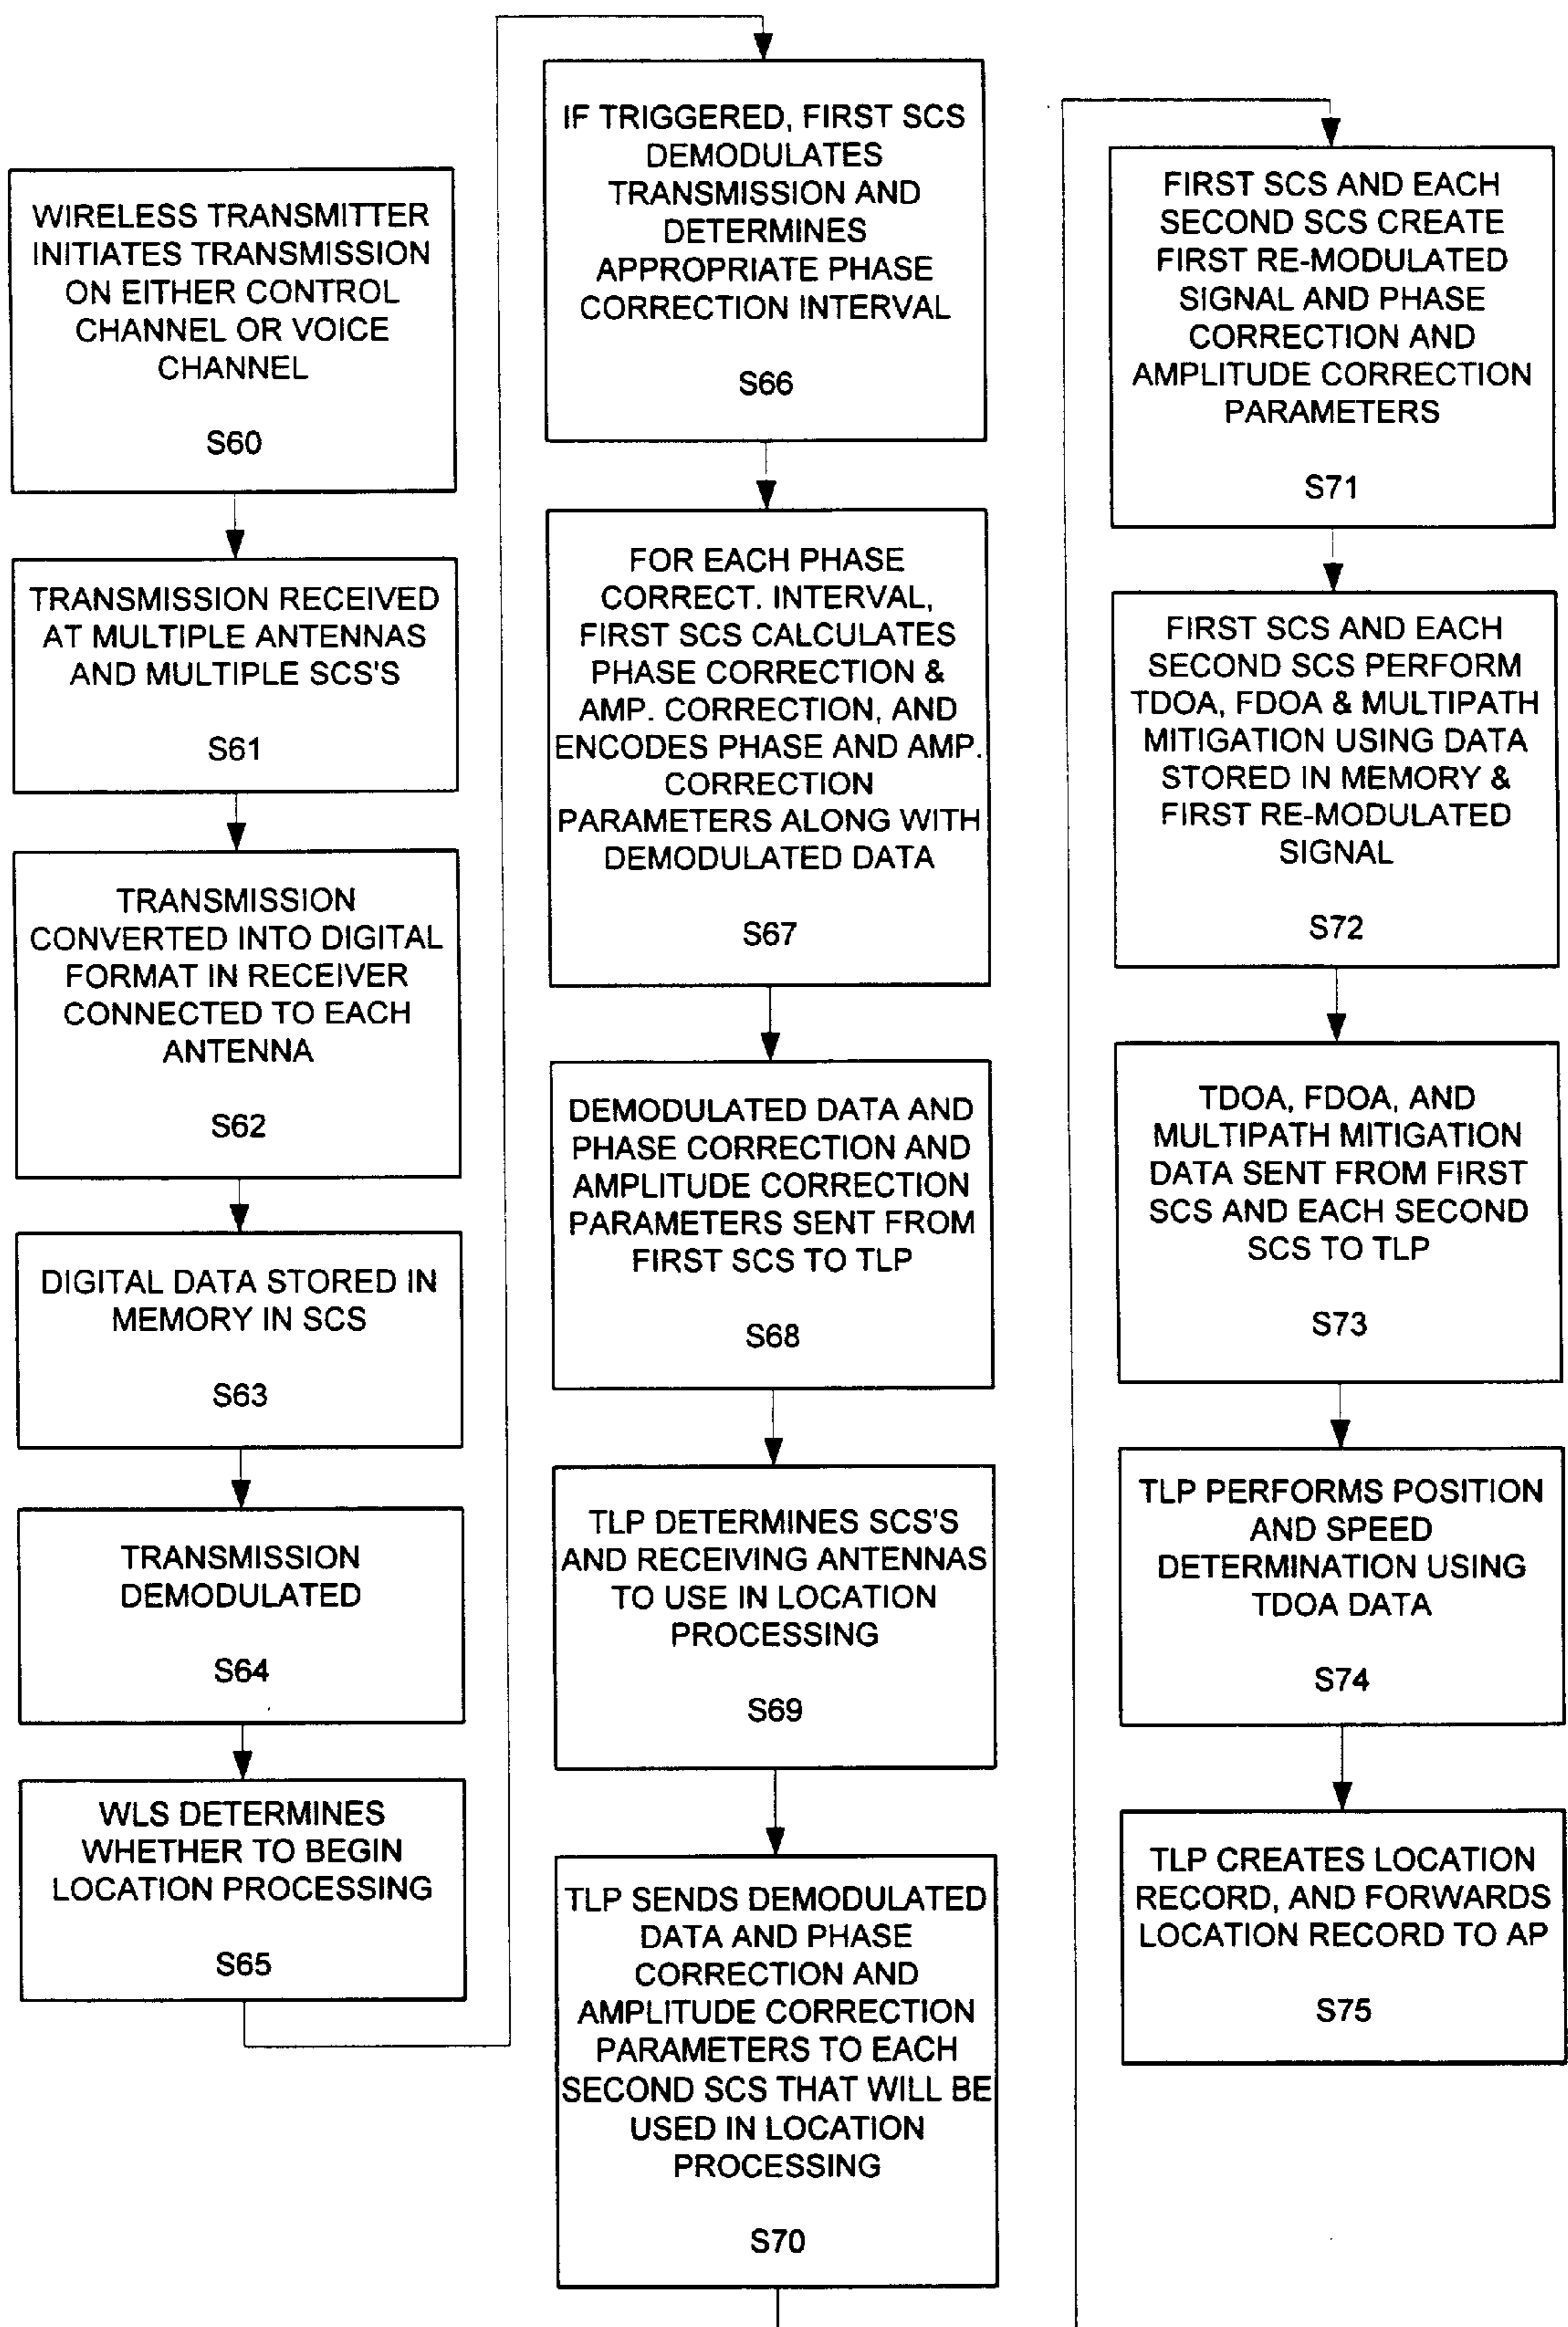 WIRELESS TRANSMITTER
INITIATES TRANSMISSION
ON EITHER CONTROL
CHANNEL OR VOICE
CHANNEL
S60
TRANSMISSION RECEIVED
AT MULTIPLE ANTENNAS
AND MULTIPLE SCS'S
S61
TRANSMISSION
CONVERTED INTO DIGITAL
FORMAT IN RECEIVER
CONNECTED TO EACH
ANTENNA
S62
DIGITAL DATA STORED IN
MEMORY IN SCS
S63
TRANSMISSION
DEMODULATED
S64
WLS DETERMINES
WHETHER TO BEGIN
LOCATION PROCESSING
S65
IF TRIGGERED, FIRST SCS
DEMODULATES
TRANSMISSION AND
DETERMINES
APPROPRIATE PHASE
CORRECTION INTERVAL
S66
FOR EACH PHASE
CORRECT. INTERVAL,
FIRST SCS CALCULATES
PHASE CORRECTION &
AMP. CORRECTION, AND
ENCODES PHASE AND AMP.
CORRECTION
PARAMETERS ALONG WITH
DEMODULATED DATA
S67
DEMODULATED DATA AND
PHASE CORRECTION AND
AMPLITUDE CORRECTION
PARAMETERS SENT FROM
FIRST SCS TO TLP
S68
TLP DETERMINES SCS'S
AND RECEIVING ANTENNAS
TO USE IN LOCATION
PROCESSING
S69
TLP SENDS DEMODULATED
DATA AND PHASE
CORRECTION AND
AMPLITUDE CORRECTION
PARAMETERS TO EACH
SECOND SCS THAT WILL BE
USED IN LOCATION
PROCESSING
S70
FIRST SCS AND EACH
SECOND SCS CREATE
FIRST RE-MODULATED
SIGNAL AND PHASE
CORRECTION AND
AMPLITUDE CORRECTION
PARAMETERS
S71
FIRST SCS AND EACH
SECOND SCS PERFORM
TDOA, FDOA & MULTIPATH
MITIGATION USING DATA
STORED IN MEMORY &
FIRST RE-MODULATED
SIGNAL
S72
TDOA, FDOA, AND
MULTIPATH MITIGATION
DATA SENT FROM FIRST
SCS AND EACH SECOND
SCS TO TLP
S73
TLP PERFORMS POSITION
AND SPEED
DETERMINATION USING
TDOA DATA
S74
TLP CREATES LOCATION
RECORD, AND FORWARDS
LOCATION RECORD TO AP
S75